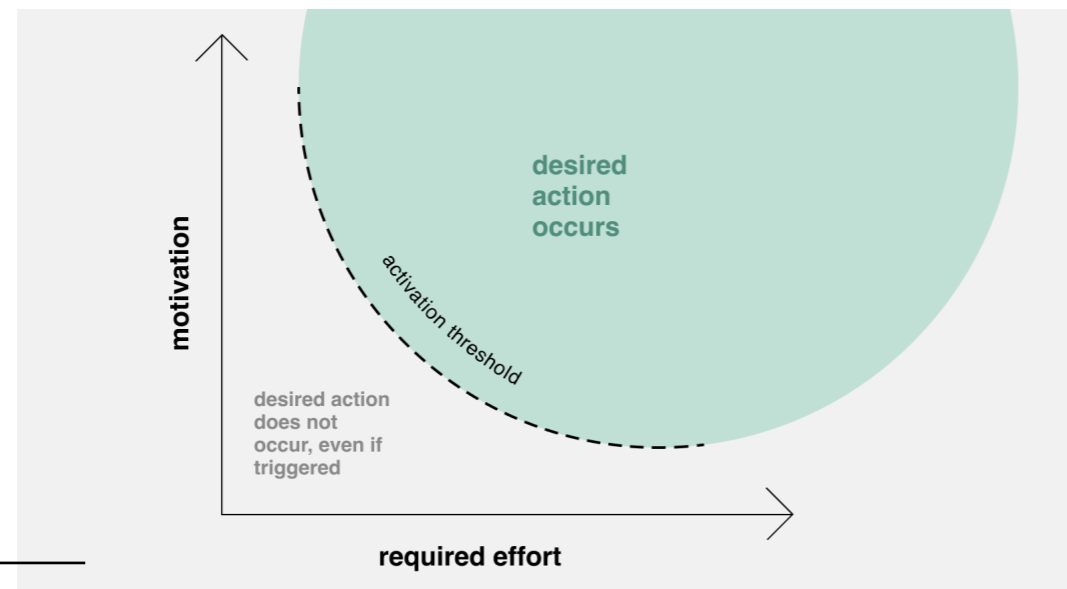 motivation
desired
action
occurs
activation threshold
desired action
does not
occur, even if
triggered
required effort